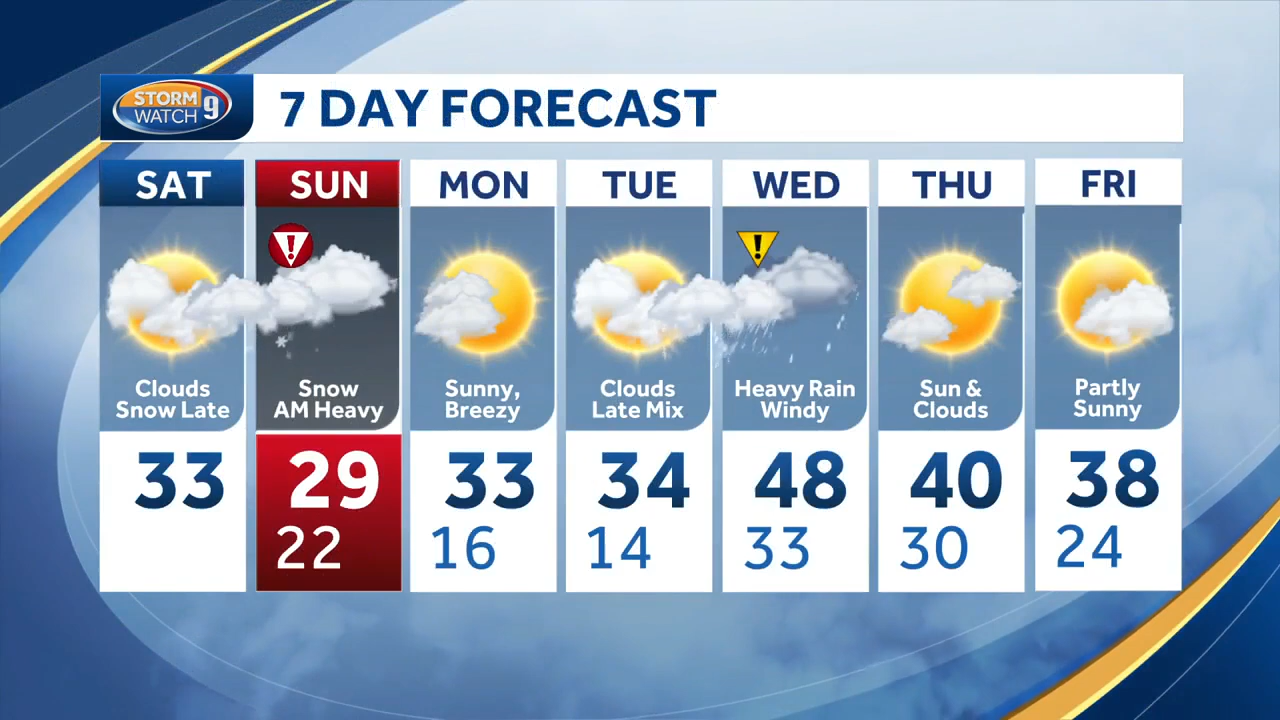 STORM
WATCH 9
7 DAY FORECAST
SAT
SUN
MON
TUE
WED
THU
FRI
!
!
Clouds
Snow Late
Snow
AM Heavy
Sunny,
Breezy
Clouds
Late Mix
Heavy Rain
Windy
Sun &
Clouds
Partly
Sunny
33
29
33
34
48
40
38
22
16
14
33
30
24